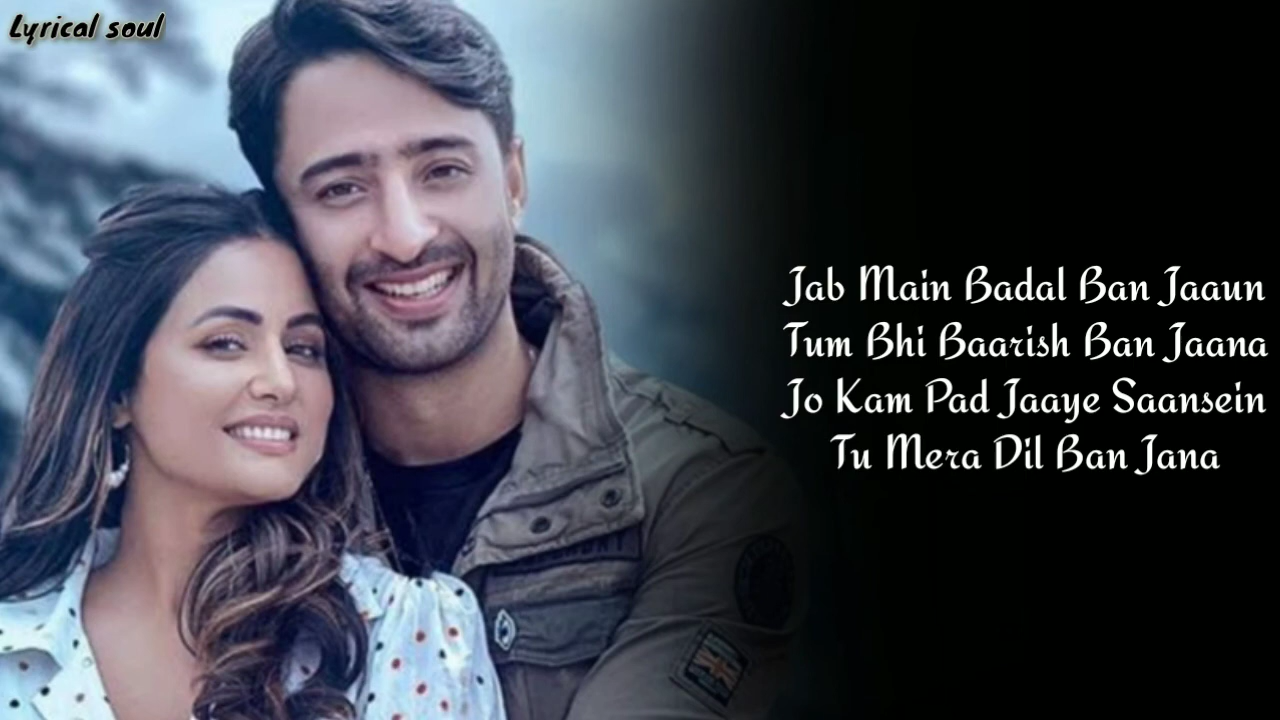 Lyrical soul
Jab Main Badal Ban Jaaun
Tum Bhi Baarish Ban Jaana
Jo Kam Pad Jaaye Saansein
Tu Mera Dil Ban Jana